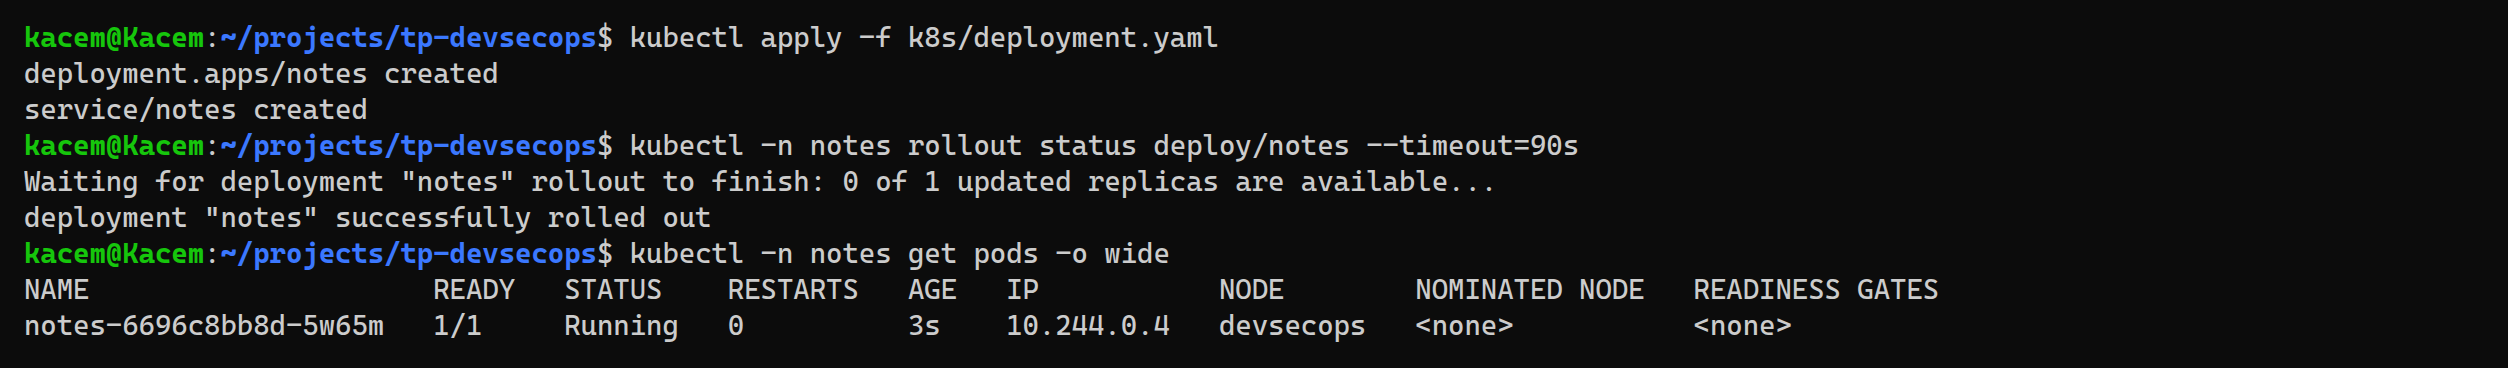 kacem@Kacem:~/projects/tp-devsecops$ kubectl apply -f k8s/deployment.yaml
deployment.apps/notes created
service/notes created
kacem@Kacem:~/projects/tp-devsecops$ kubectl -n notes rollout status deploy/notes --timeout=90s
Waiting for deployment "notes" rollout to finish: 0 of 1 updated replicas are available...
deployment "notes" successfully rolled out
kacem@Kacem:~/projects/tp-devsecops$ kubectl -n notes get pods -o wide
NAME                     READY   STATUS    RESTARTS   AGE   IP           NODE        NOMINATED NODE   READINESS GATES
notes-6696c8bb8d-5w65m   1/1     Running   0          3s    10.244.0.4   devsecops   <none>           <none>